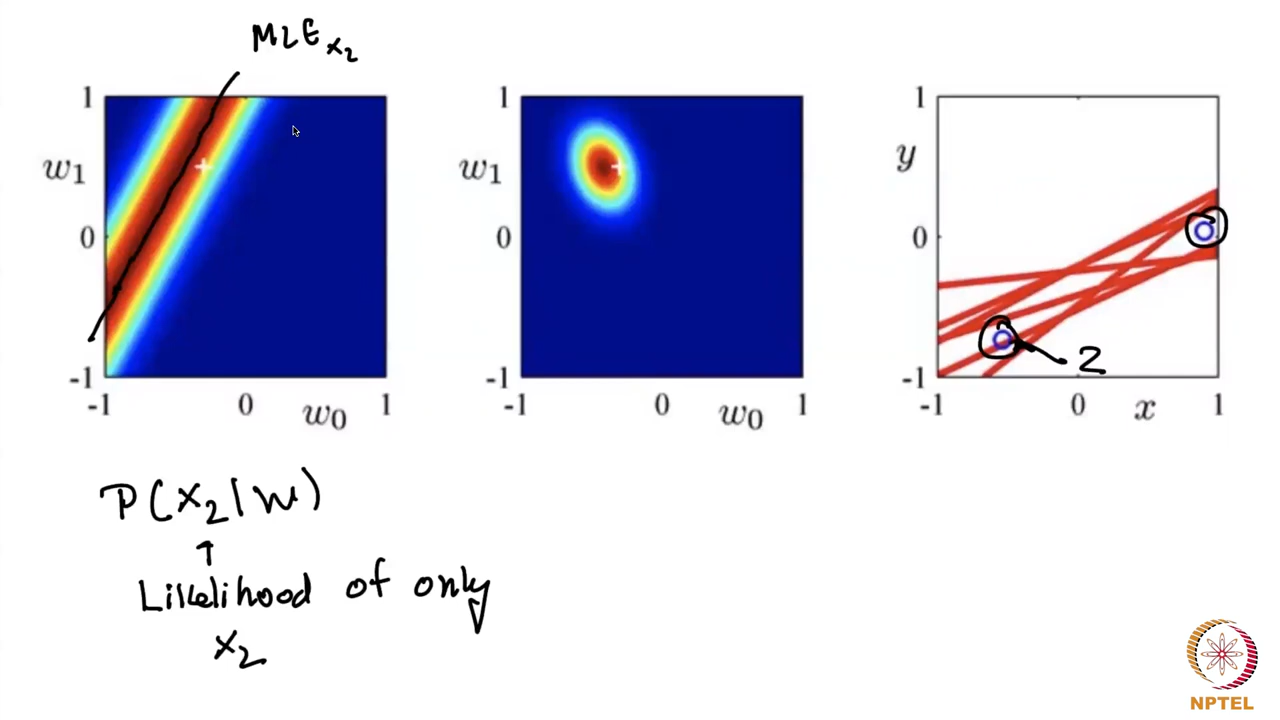 MLE x2
1
w1
0
-1
-1 0 w0 1
1
w1
0
-1
-1 0 w0 1
1
y
0
-1
-1 0 x 1
2
P(x2|w)
↑
Likelihood of only
x2
NPTEL